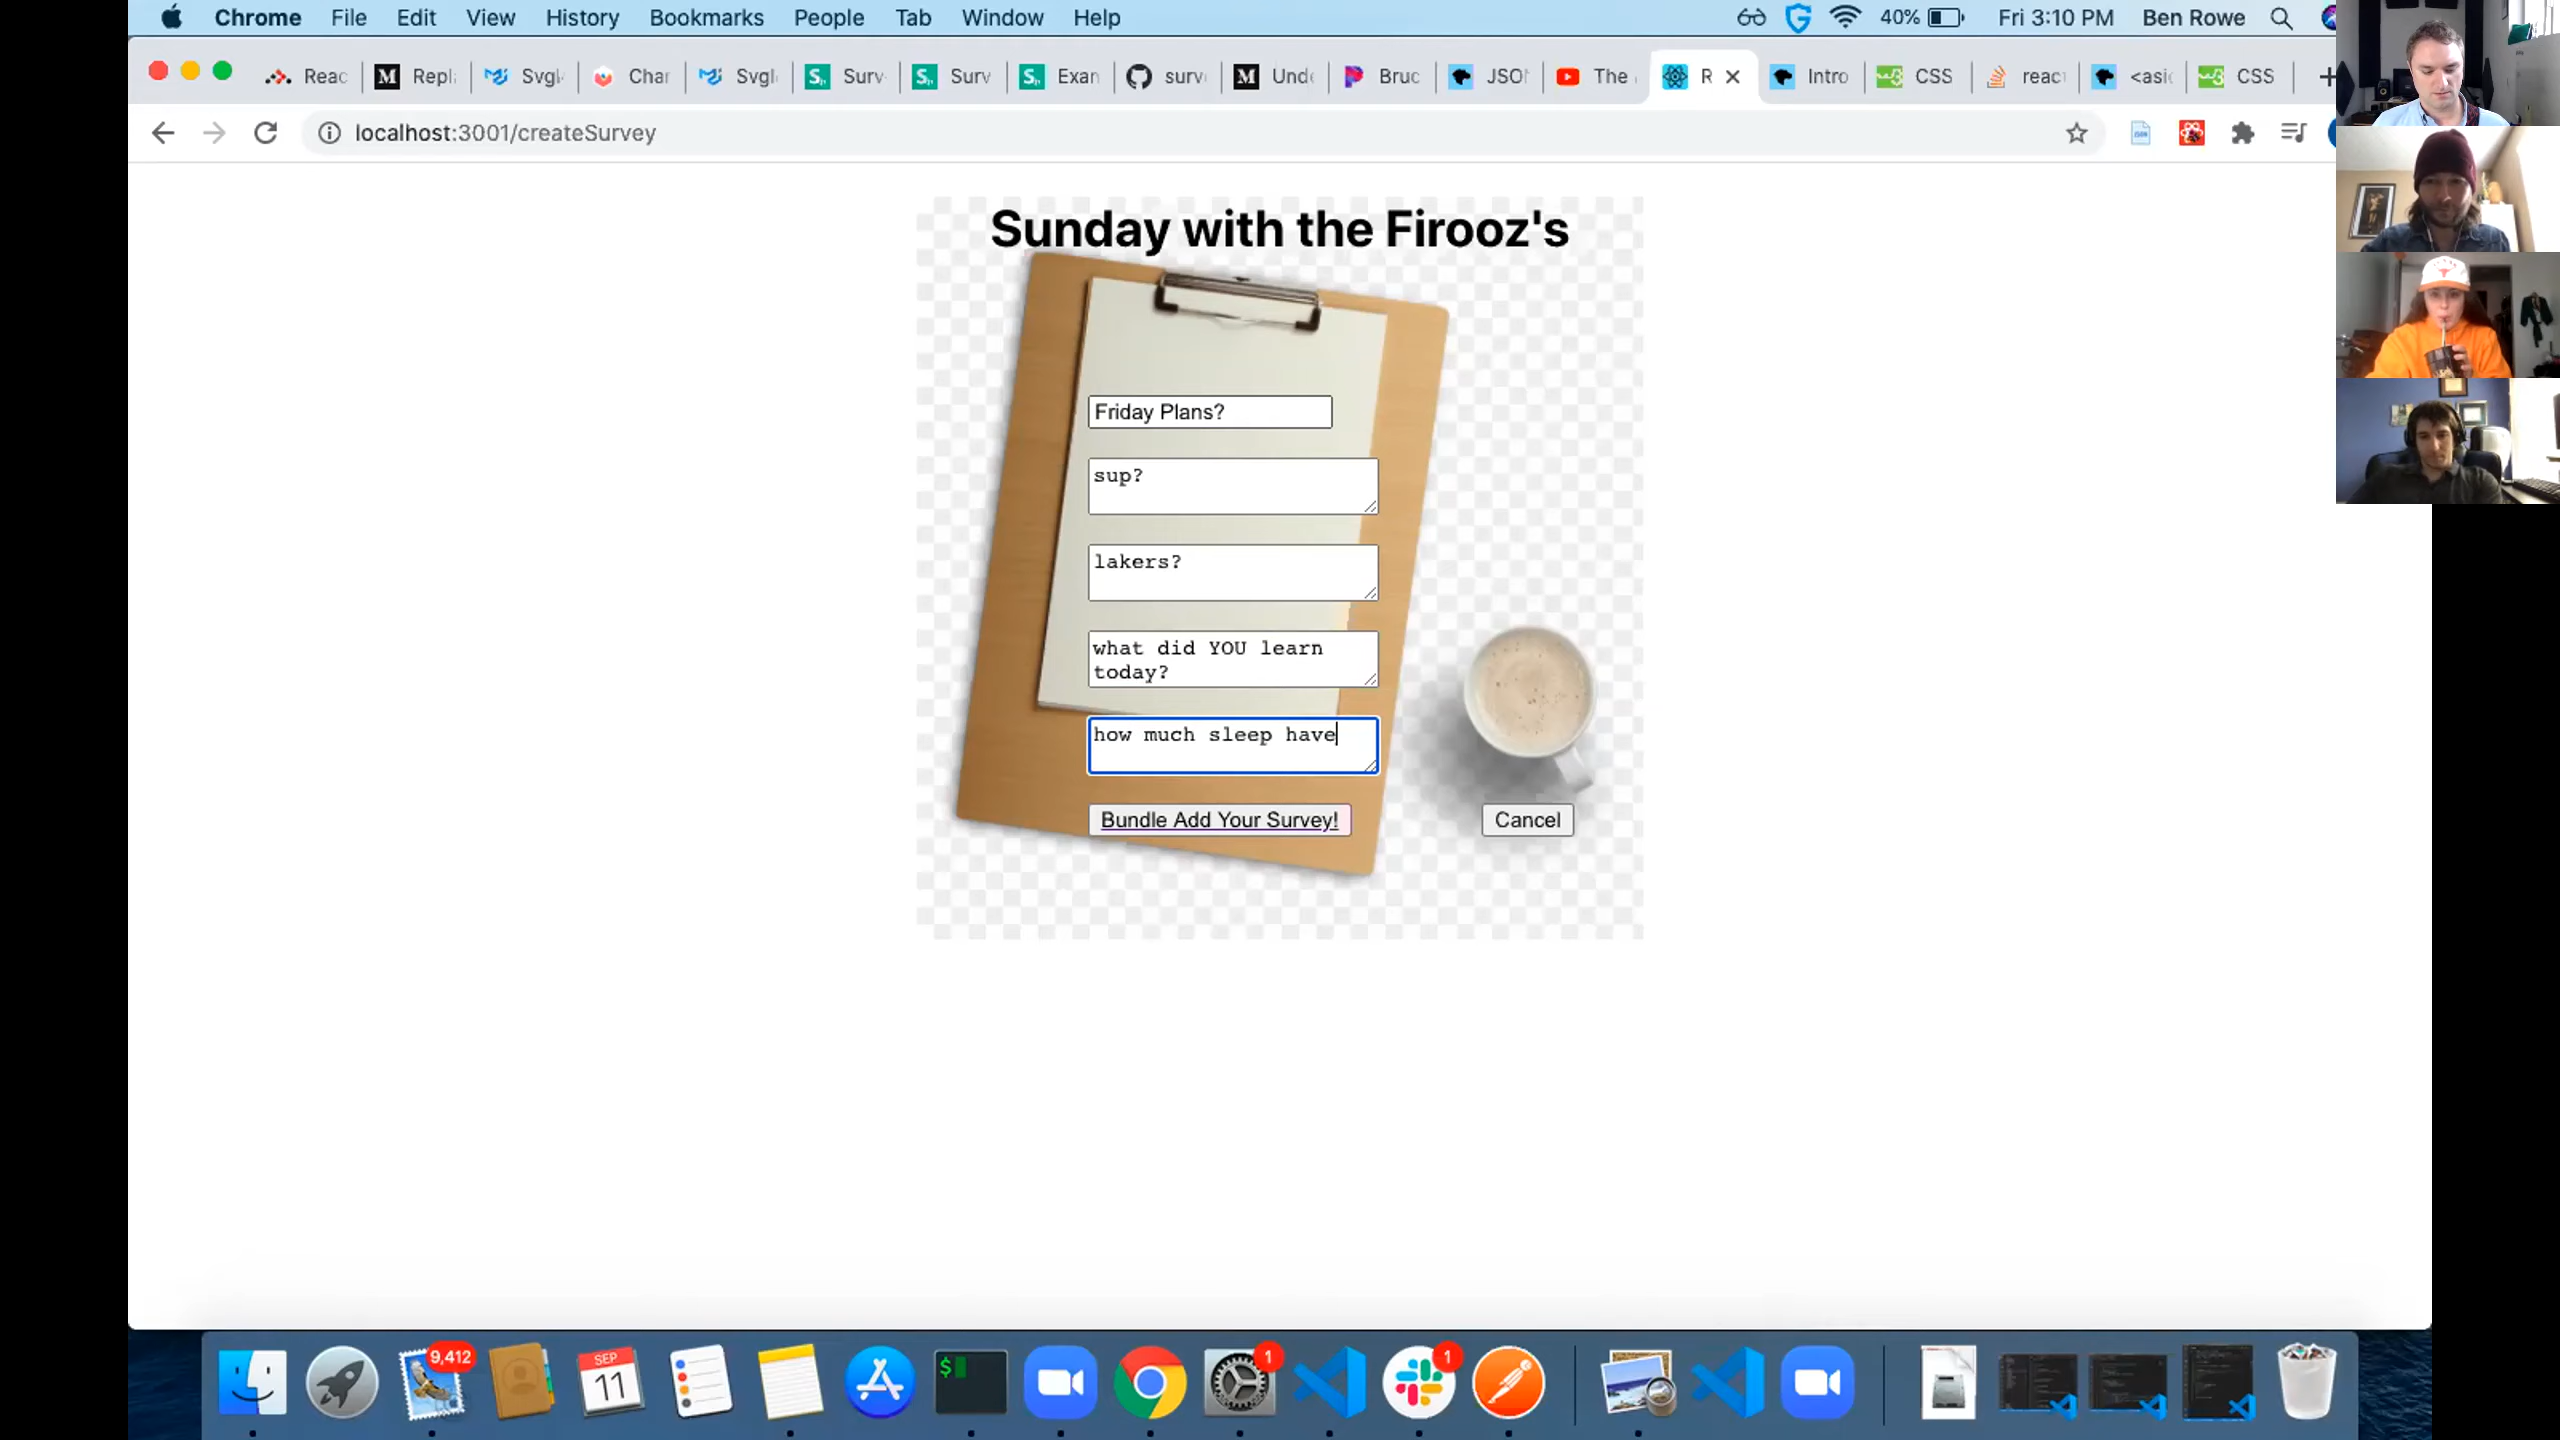 Chrome File Edit View History Bookmarks People Tab Window Help 40% Fri 3:10 PM Ben Rowe
Reac Repl Svgl Char Svgl Surv Surv Exan surv Und Bruc JSO The R Intro CSS reac <asi CSS
localhost:3001/createSurvey
Sunday with the Firooz's
Friday Plans?
sup?
lakers?
what did YOU learn
today?
how much sleep have
Bundle Add Your Survey! Cancel
9,412 SEP 11 $ 1 1